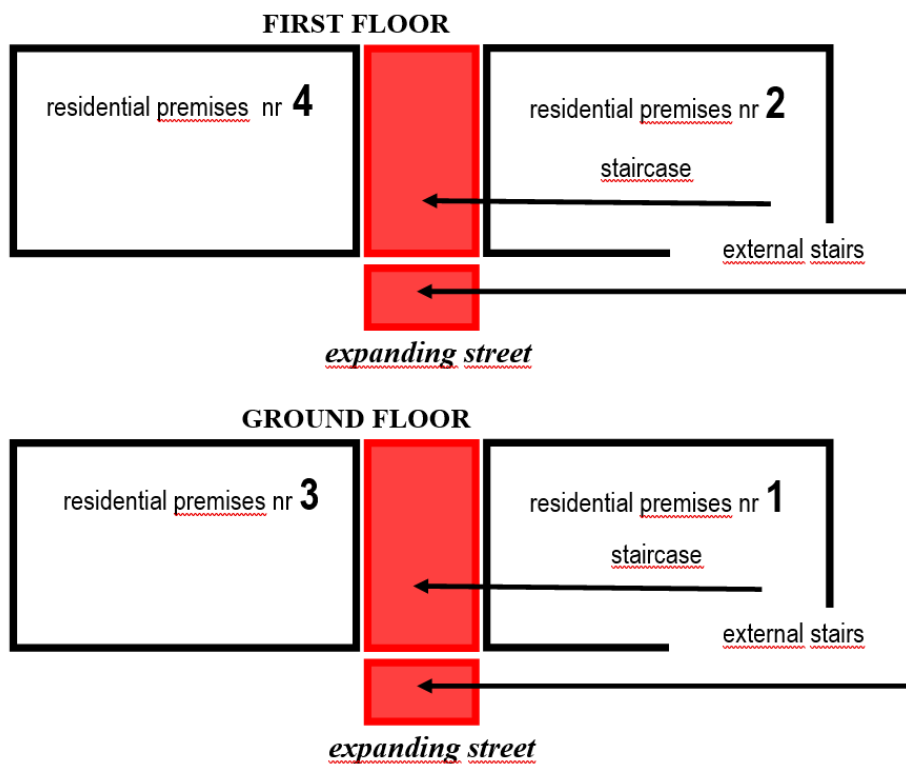 FIRST FLOOR
residential premises nr 4
residential premises nr 2
staircase
external stairs
expanding street
GROUND FLOOR
residential premises nr 3
residential premises nr 1
staircase
external stairs
expanding street